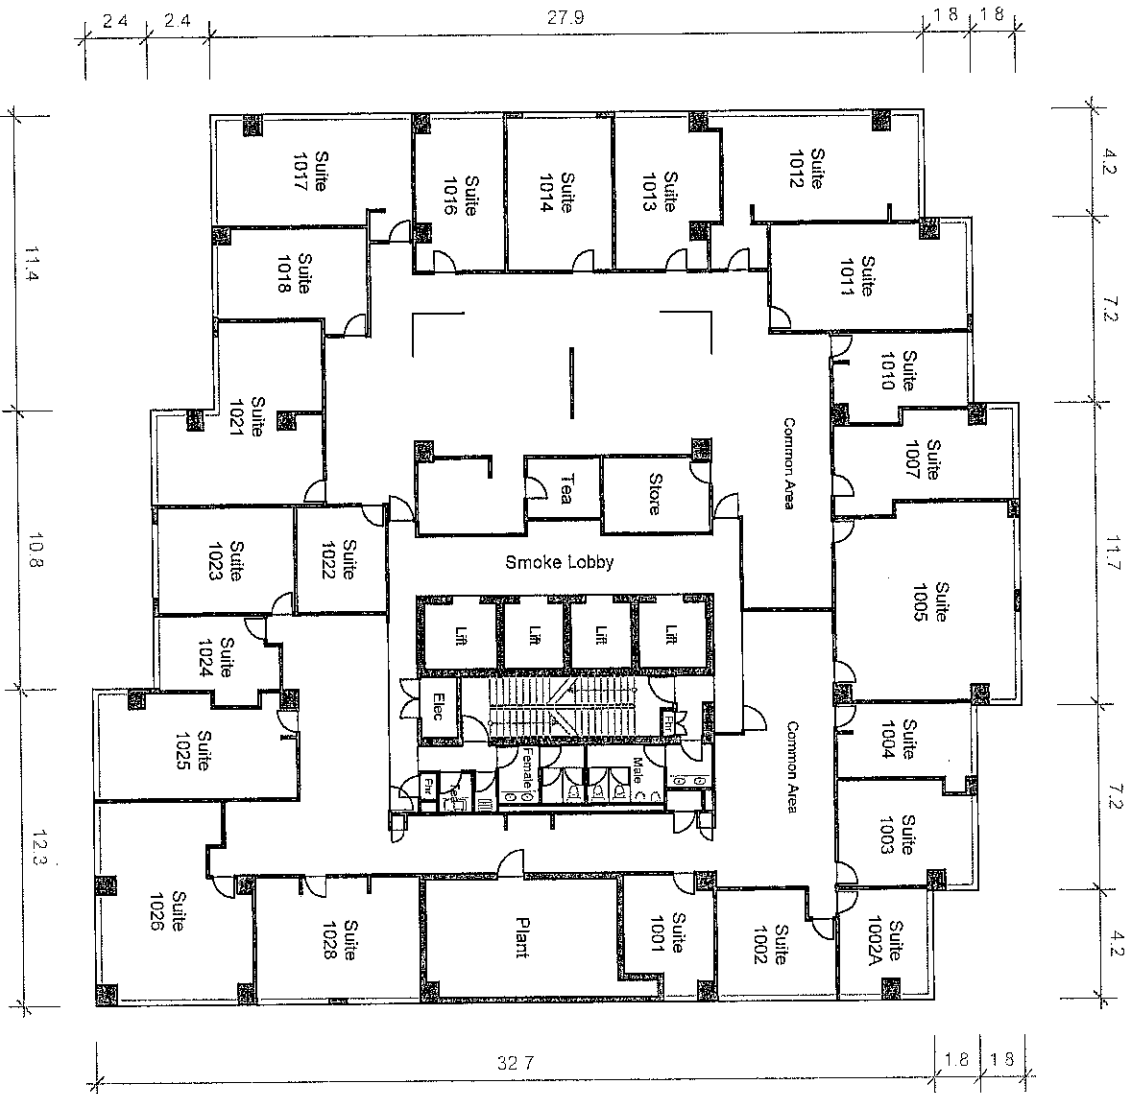 2 4
2.4
27.9
1 8
1 8
4.2
7.2
11.7
7.2
4.2
11.4
10.8
12.3
Suite
1017
Suite
1016
Suite
1014
Suite
1013
Suite
1012
Suite
1018
Suite
1011
Suite
1010
Suite
1021
Common Area
Suite
1007
Tea
Store
Suite
1023
Suite
1022
Smoke Lobby
Suite
1005
Lift
Lift
Lift
Lift
Suite
1024
Elec
Fhr
Suite
1025
Female
Male
Common Area
Suite
1004
Fhr
Tea
Suite
1003
Suite
1026
Suite
1028
Plant
Suite
1001
Suite
1002
Suite
1002A
32 7
1.8
1 8